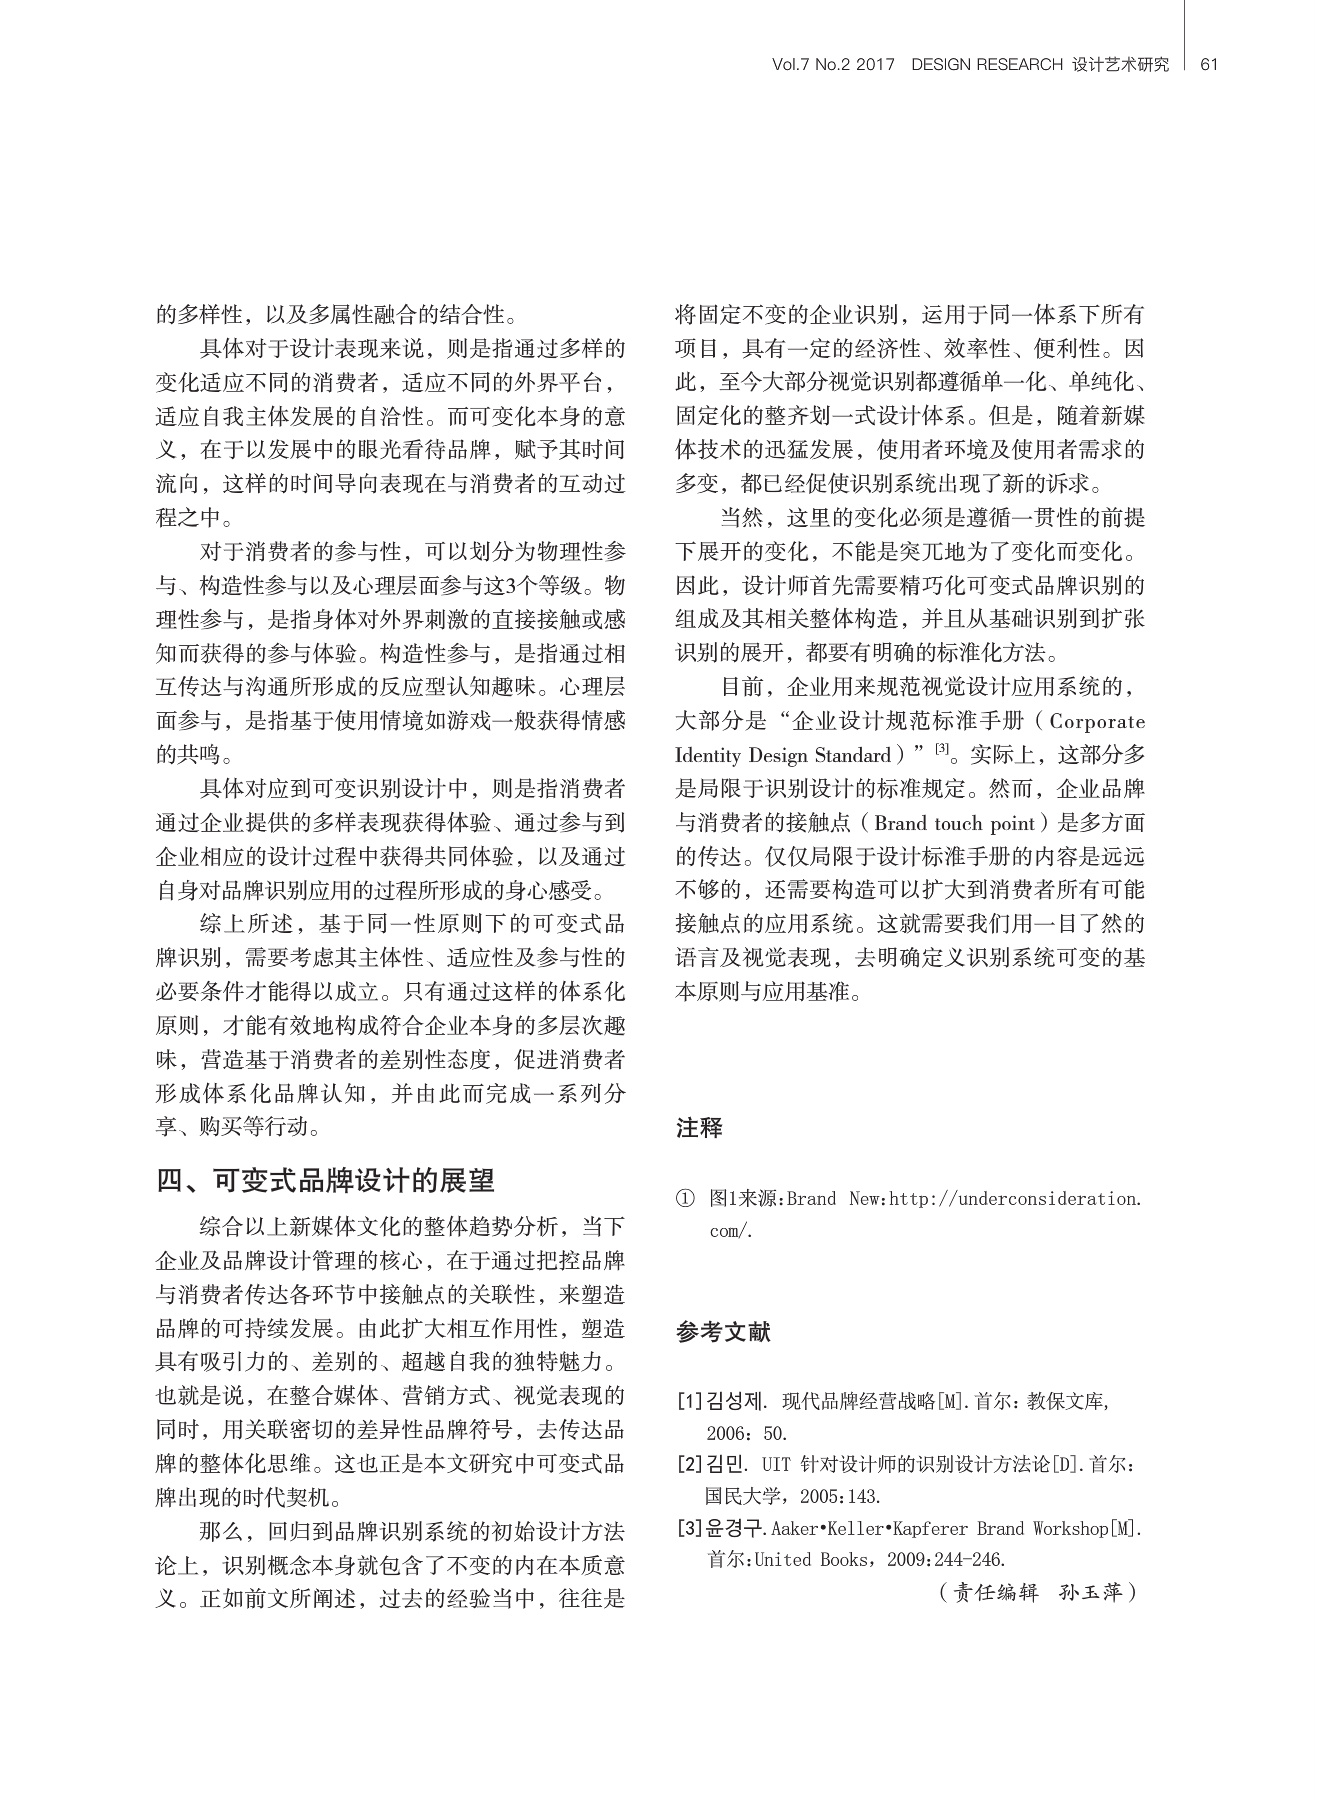 Vol.7 No.2 2017 DESIGN RESEARCH 设计艺术研究 61
的多样性，以及多属性融合的结合性。
具体对于设计表现来说，则是指通过多样的
变化适应不同的消费者，适应不同的外界平台，
适应自我主体发展的自洽性。而可变化本身的意
义，在于以发展中的眼光看待品牌，赋予其时间
流向，这样的时间导向表现在与消费者的互动过
程之中。
对于消费者的参与性，可以划分为物理性参
与、构造性参与以及心理层面参与这3个等级。物
理性参与，是指身体对外界刺激的直接接触或感
知而获得的参与体验。构造性参与，是指通过相
互传达与沟通所形成的反应型认知趣味。心理层
面参与，是指基于使用情境如游戏一般获得情感
的共鸣。
具体对应到可变识别设计中，则是指消费者
通过企业提供的多样表现获得体验、通过参与到
企业相应的设计过程中获得共同体验，以及通过
自身对品牌识别应用的过程所形成的身心感受。
综上所述，基于同一性原则下的可变式品
牌识别，需要考虑其主体性、适应性及参与性的
必要条件才能得以成立。只有通过这样的体系化
原则，才能有效地构成符合企业本身的多层次趣
味，营造基于消费者的差别性态度，促进消费者
形成体系化品牌认知，并由此而完成一系列分
享、购买等行动。
四、可变式品牌设计的展望
综合以上新媒体文化的整体趋势分析，当下
企业及品牌设计管理的核心，在于通过把控品牌
与消费者传达各环节中接触点的关联性，来塑造
品牌的可持续发展。由此扩大相互作用性，塑造
具有吸引力的、差别的、超越自我的独特魅力。
也就是说，在整合媒体、营销方式、视觉表现的
同时，用关联密切的差异性品牌符号，去传达品
牌的整体化思维。这也正是本文研究中可变式品
牌出现的时代契机。
那么，回归到品牌识别系统的初始设计方法
论上，识别概念本身就包含了不变的内在本质意
义。正如前文所阐述，过去的经验当中，往往是
将固定不变的企业识别，运用于同一体系下所有
项目，具有一定的经济性、效率性、便利性。因
此，至今大部分视觉识别都遵循单一化、单纯化、
固定化的整齐划一式设计体系。但是，随着新媒
体技术的迅猛发展，使用者环境及使用者需求的
多变，都已经促使识别系统出现了新的诉求。
当然，这里的变化必须是遵循一贯性的前提
下展开的变化，不能是突兀地为了变化而变化。
因此，设计师首先需要精巧化可变式品牌识别的
组成及其相关整体构造，并且从基础识别到扩张
识别的展开，都要有明确的标准化方法。
目前，企业用来规范视觉设计应用系统的，
大部分是“企业设计规范标准手册（Corporate
Identity Design Standard）”[3]。实际上，这部分多
是局限于识别设计的标准规定。然而，企业品牌
与消费者的接触点（Brand touch point）是多方面
的传达。仅仅局限于设计标准手册的内容是远远
不够的，还需要构造可以扩大到消费者所有可能
接触点的应用系统。这就需要我们用一目了然的
语言及视觉表现，去明确定义识别系统可变的基
本原则与应用基准。
注释
① 图1来源:Brand New:http://underconsideration.
com/.
参考文献
[1]김성제. 现代品牌经营战略[M].首尔: 教保文库,
2006: 50.
[2]김민. UIT 针对设计师的识别设计方法论[D].首尔:
国民大学，2005:143.
[3]윤경구.Aaker•Keller•Kapferer Brand Workshop[M].
首尔:United Books，2009:244-246.
（责任编辑 孙玉萍）